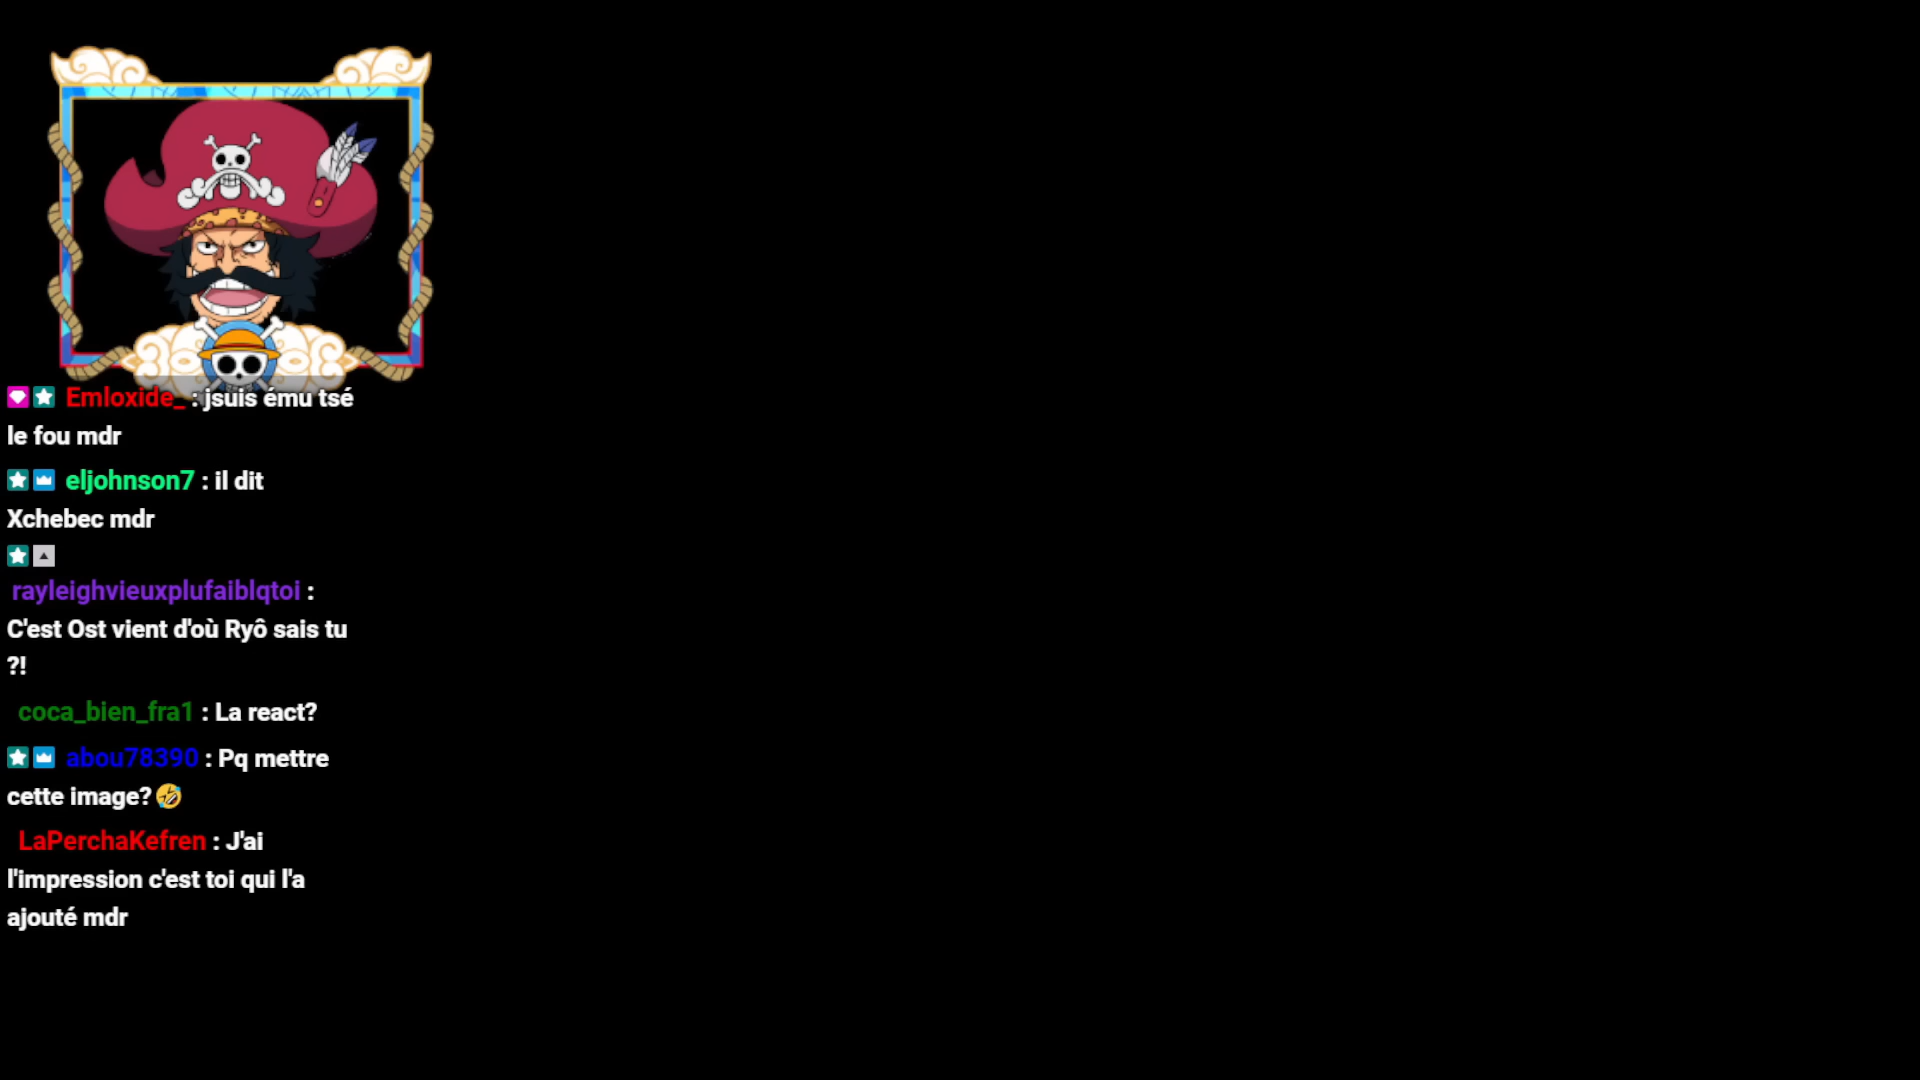 Emloxide_ : jsuis ému tsé
le fou mdr
eljohnson7 : il dit
Xchebec mdr
rayleighvieuxplufaiblqtoi :
C'est Ost vient d'où Ryô sais tu
?!
coca_bien_fra1 : La react?
abou78390 : Pq mettre
cette image?🤣
LaPerchaKefren : J'ai
l'impression c'est toi qui l'a
ajouté mdr